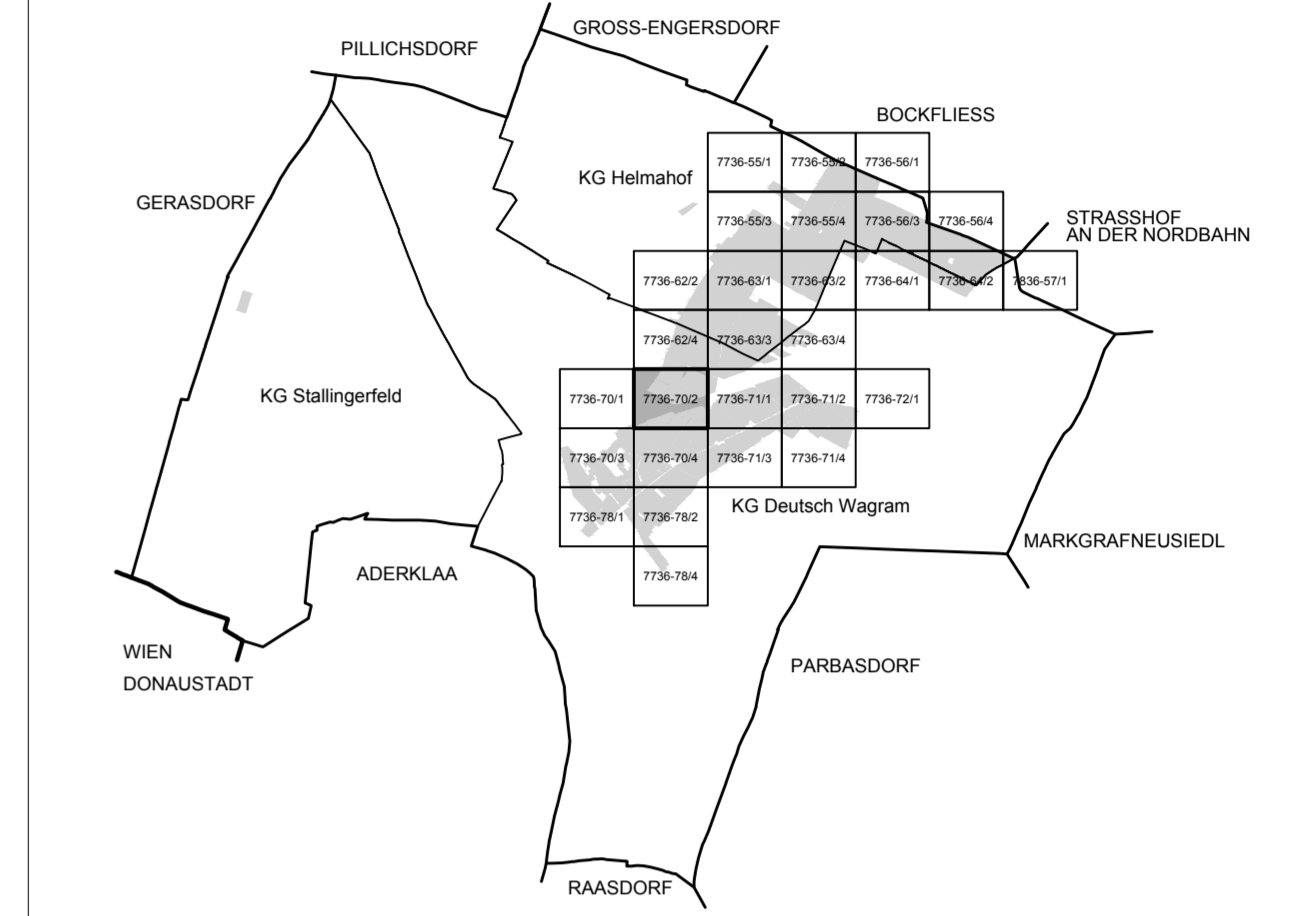 GROSS-ENGERSDORF
PILLICHSDORF
BOCKFLIESS
7736-55/1 7736-55/2 7736-56/1
KG Helmahof
GERASDORF
7736-55/3 7736-55/4 7736-56/3 7736-56/4
STRASSHOF
AN DER NORDBAHN
7736-62/2 7736-63/1 7736-63/2 7736-64/1 7736-64/2 7836-57/1
7736-62/4 7736-63/3 7736-63/4
KG Stallingerfeld
7736-70/1 7736-70/2 7736-71/1 7736-71/2 7736-72/1
7736-70/3 7736-70/4 7736-71/3 7736-71/4
KG Deutsch Wagram
7736-78/1 7736-78/2
MARKGRAFNEUSIEDL
ADERKLAA
7736-78/4
WIEN
DONAUSTADT
PARBASDORF
RAASDORF